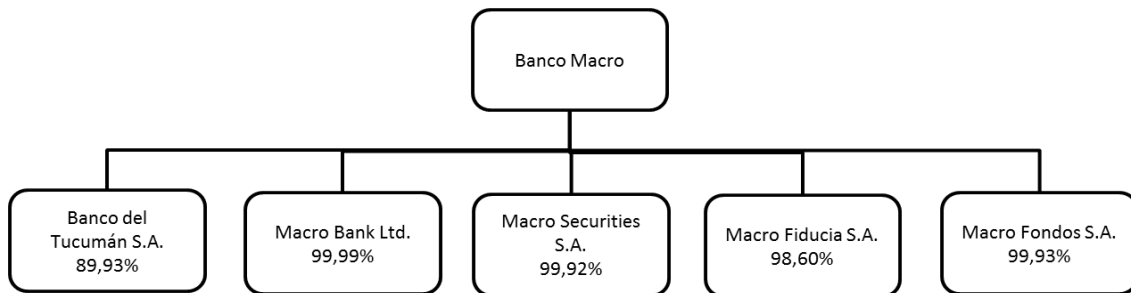 Banco Macro
Banco del
Tucumán S.A.
89,93%
Macro Bank Ltd.
99,99%
Macro Securities
S.A.
99,92%
Macro Fiducia S.A.
98,60%
Macro Fondos S.A.
99,93%